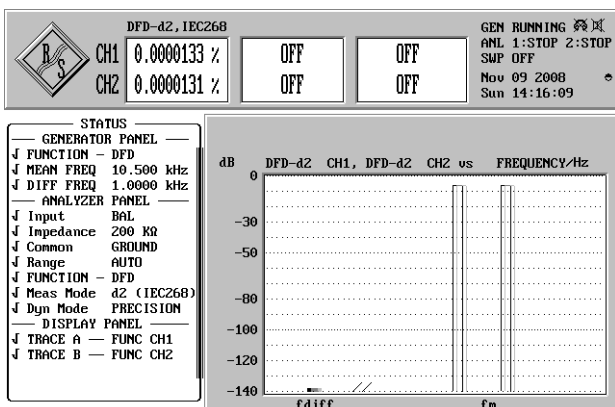 DFD-d2,IEC268
R S
CH1 0.0000133 % OFF OFF
CH2 0.0000131 % OFF OFF
GEN RUNNING
ANL 1:STOP 2:STOP
SWP OFF
Nov 09 2008
Sun 14:16:09
STATUS
GENERATOR PANEL
FUNCTION - DFD
MEAN FREQ 10.500 kHz
DIFF FREQ 1.0000 kHz
ANALYZER PANEL
Input BAL
Impedance 200 KΩ
Common GROUND
Range AUTO
FUNCTION - DFD
Meas Mode d2 (IEC268)
Dyn Mode PRECISION
DISPLAY PANEL
TRACE A — FUNC CH1
TRACE B — FUNC CH2
dB DFD-d2 CH1, DFD-d2 CH2 vs FREQUENCY/Hz
0
-30
-50
-80
-100
-120
-140
fdiff fm